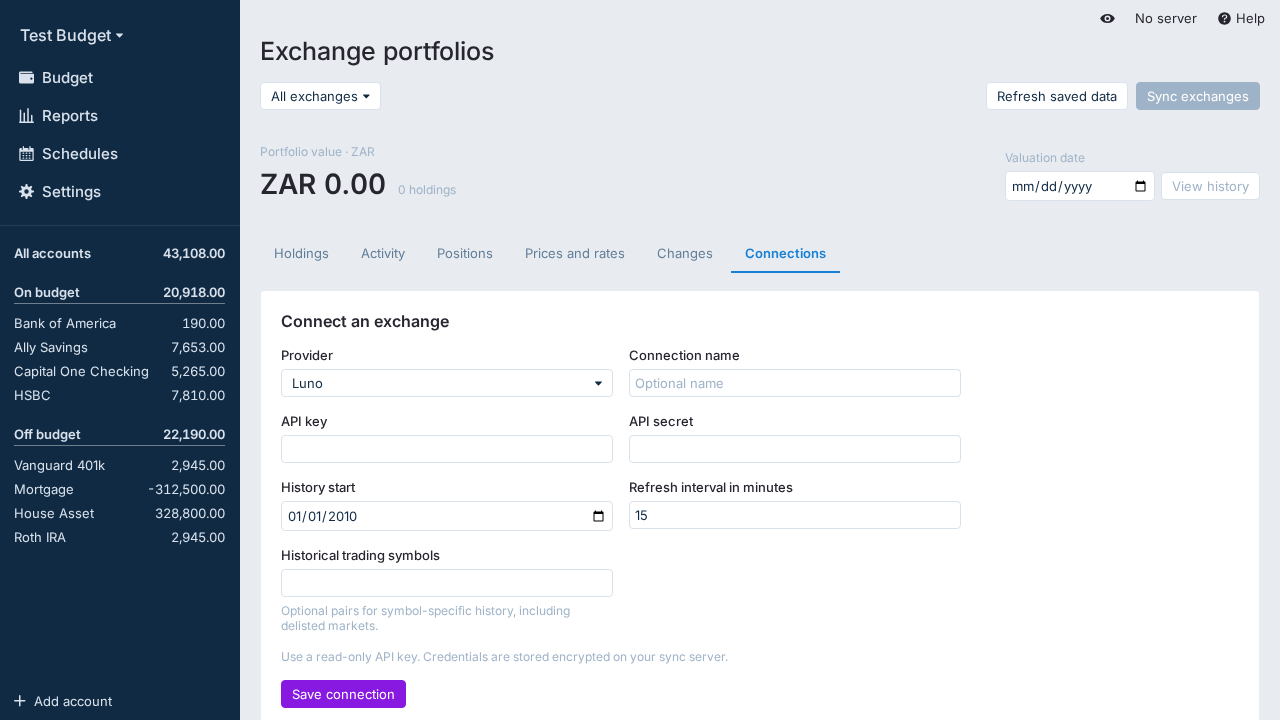 Test Budget
Budget
Reports
Schedules
Settings
All accounts 43,108.00
On budget 20,918.00
Bank of America 190.00
Ally Savings 7,653.00
Capital One Checking 5,265.00
HSBC 7,810.00
Off budget 22,190.00
Vanguard 401k 2,945.00
Mortgage -312,500.00
House Asset 328,800.00
Roth IRA 2,945.00
Add account
No server Help
Exchange portfolios
All exchanges Refresh saved data Sync exchanges
Portfolio value · ZAR
ZAR 0.00 0 holdings
Valuation date
mm/dd/yyyy View history
Holdings Activity Positions Prices and rates Changes Connections
Connect an exchange
Provider Connection name
Luno Optional name
API key API secret
History start Refresh interval in minutes
01/01/2010 15
Historical trading symbols
Optional pairs for symbol-specific history, including
delisted markets.
Use a read-only API key. Credentials are stored encrypted on your sync server.
Save connection